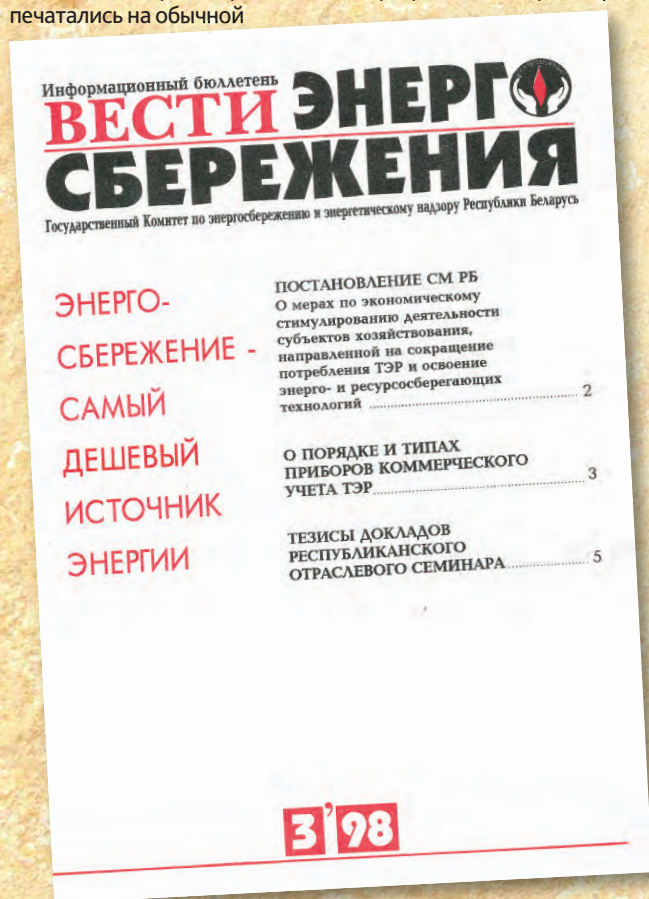 печатались на обычной
Информационный бюллетень
ВЕСТИ ЭНЕРГО
СБЕРЕЖЕНИЯ
Государственный Комитет по энергосбережению и энергетическому надзору Республики Беларусь
ЭНЕРГО-
СБЕРЕЖЕНИЕ -
САМЫЙ
ДЕШЕВЫЙ
ИСТОЧНИК
ЭНЕРГИИ
ПОСТАНОВЛЕНИЕ СМ РБ
О мерах по экономическому
стимулированию деятельности
субъектов хозяйствования,
направленной на сокращение
потребления ТЭР и освоение
энерго- и ресурсосберегающих
технологий ........ 2
О ПОРЯДКЕ И ТИПАХ
ПРИБОРОВ КОММЕРЧЕСКОГО
УЧЕТА ТЭР ........ 3
ТЕЗИСЫ ДОКЛАДОВ
РЕСПУБЛИКАНСКОГО
ОТРАСЛЕВОГО СЕМИНАРА ........ 5
3'98